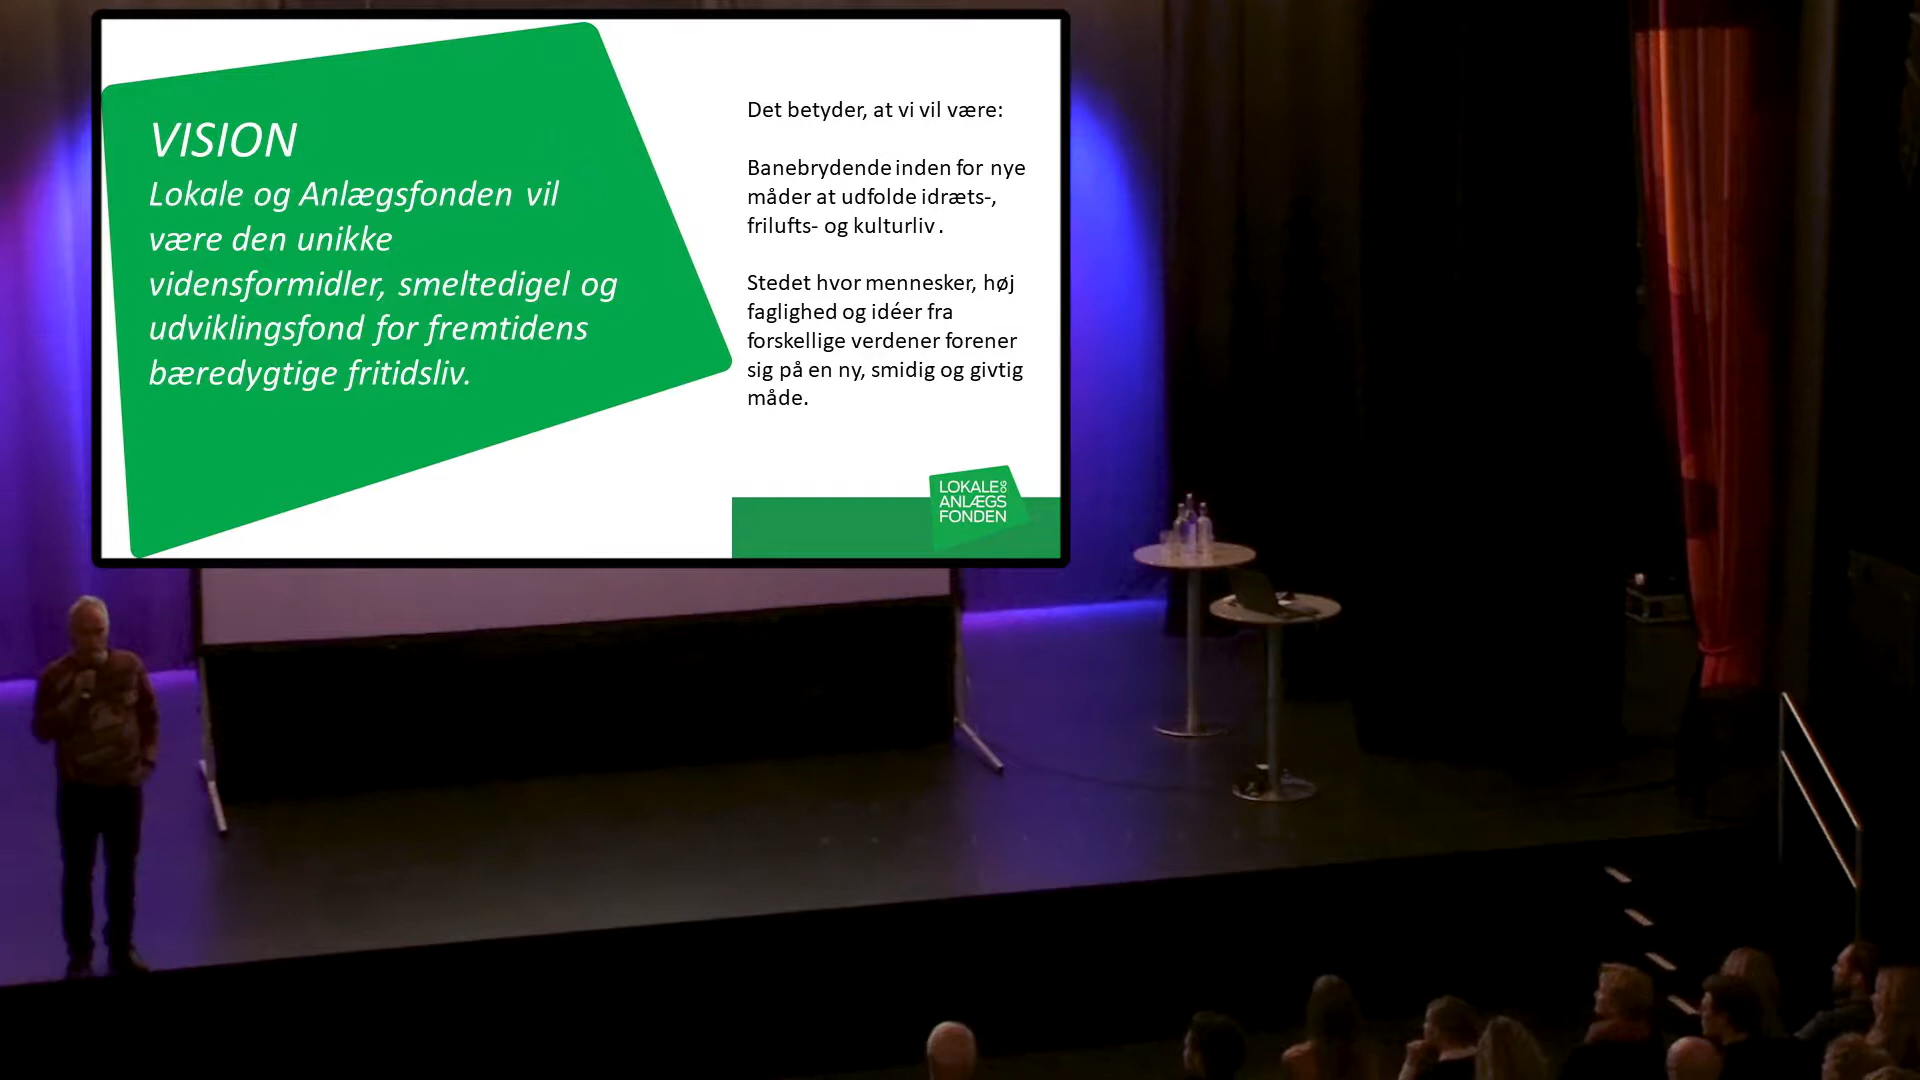 VISION
Lokale og Anlægsfonden vil
være den unikke
vidensformidler, smeltedigel og
udviklingsfond for fremtidens
bæredygtige fritidsliv.
Det betyder, at vi vil være:
Banebrydende inden for nye
måder at udfolde idræts-,
frilufts- og kulturliv.
Stedet hvor mennesker, høj
faglighed og idéer fra
forskellige verdener forener
sig på en ny, smidig og givtig
måde.
LOKALE OG
ANLÆGS
FONDEN